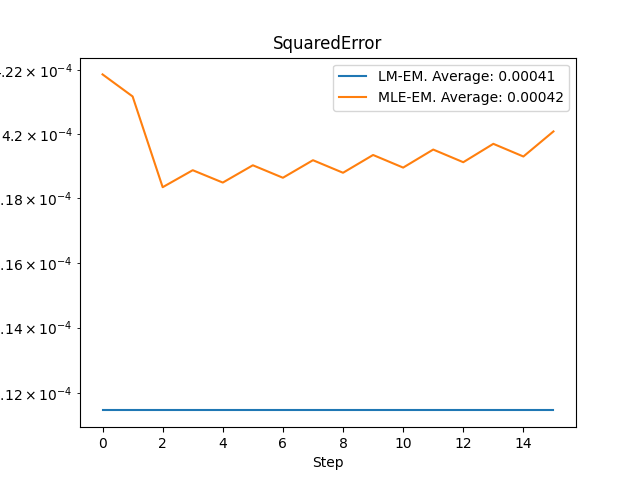 SquaredError
LM-EM. Average: 0.00041
MLE-EM. Average: 0.00042
.22 × 10⁻⁴
4.2 × 10⁻⁴
.18 × 10⁻⁴
.16 × 10⁻⁴
.14 × 10⁻⁴
.12 × 10⁻⁴
0 2 4 6 8 10 12 14
Step